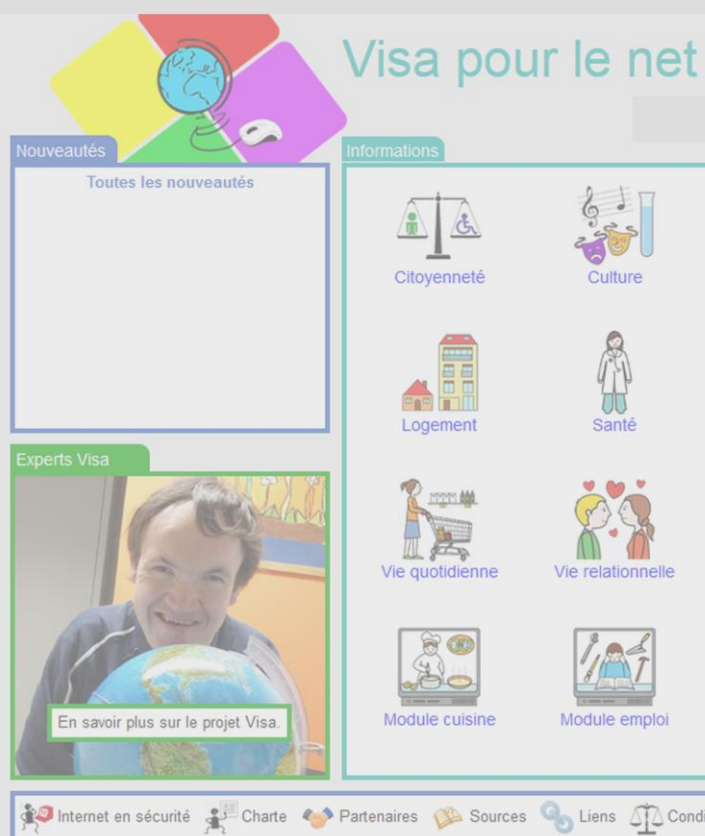 Visa pour le net
Nouveautés
Toutes les nouveautés
Informations
Citoyenneté
Culture
Logement
Santé
Experts Visa
Vie quotidienne
Vie relationnelle
En savoir plus sur le projet Visa.
Module cuisine
Module emploi
Internet en sécurité Charte Partenaires Sources Liens Condi